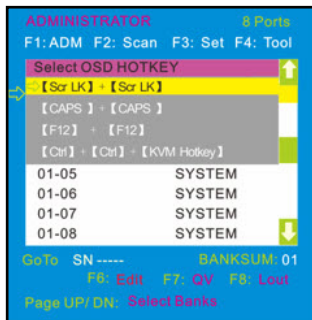 ADMINISTRATOR 8 Ports
F1: ADM F2: Scan F3: Set F4: Tool
Select OSD HOTKEY
【Scr LK】+【Scr LK】
【CAPS 】+【CAPS 】
【F12】 + 【F12】
【Ctrl】+【Ctrl】+【KVM Hotkey】
01-05 SYSTEM
01-06 SYSTEM
01-07 SYSTEM
01-08 SYSTEM
GoTo SN ----- BANKSUM: 01
F6: Edit F7: QV F8: Lout
Page UP/ DN: Select Banks